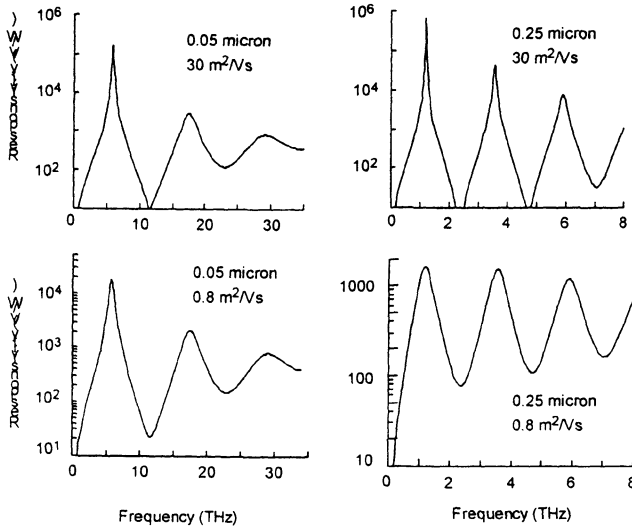 0.05 micron
30 m²/Vs
10⁶
10⁴
10²
0 10 20 30
0.25 micron
30 m²/Vs
10⁶
10⁴
10²
0 2 4 6 8
0.05 micron
0.8 m²/Vs
10⁴
10³
10²
10¹
0 10 20 30
Frequency (THz)
1000
100
10
0.25 micron
0.8 m²/Vs
0 2 4 6 8
Frequency (THz)